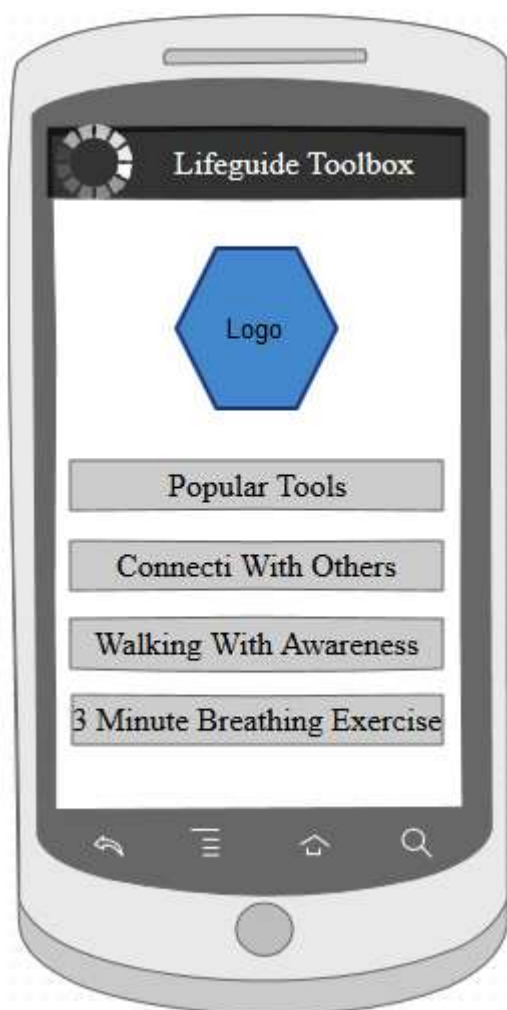 Lifeguide Toolbox
Logo
Popular Tools
Connecti With Others
Walking With Awareness
3 Minute Breathing Exercise